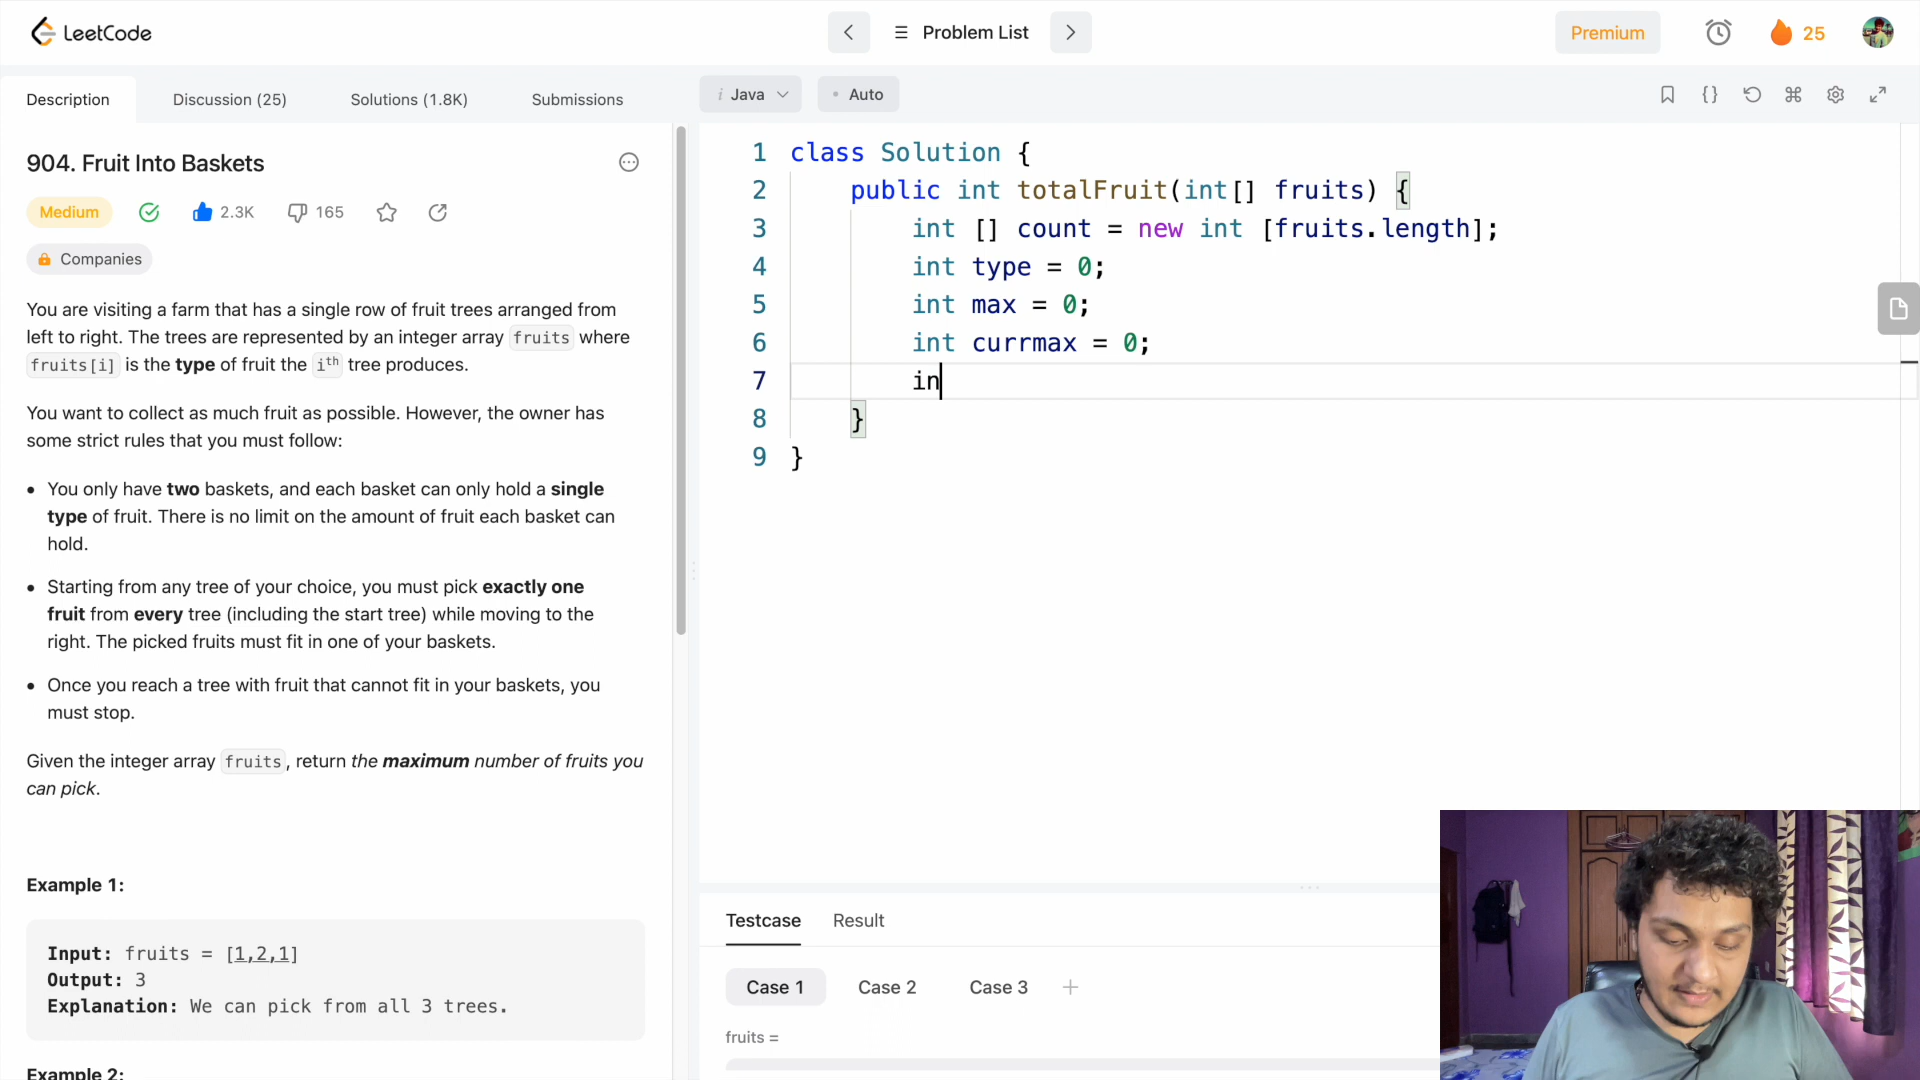 LeetCode
Problem List
Premium
25
Description
Discussion (25)
Solutions (1.8K)
Submissions
i Java
Auto
904. Fruit Into Baskets
Medium
2.3K
165
Companies
You are visiting a farm that has a single row of fruit trees arranged from
left to right. The trees are represented by an integer array fruits where
fruits[i] is the type of fruit the ith tree produces.
You want to collect as much fruit as possible. However, the owner has
some strict rules that you must follow:
• You only have two baskets, and each basket can only hold a single
type of fruit. There is no limit on the amount of fruit each basket can
hold.
• Starting from any tree of your choice, you must pick exactly one
fruit from every tree (including the start tree) while moving to the
right. The picked fruits must fit in one of your baskets.
• Once you reach a tree with fruit that cannot fit in your baskets, you
must stop.
Given the integer array fruits, return the maximum number of fruits you
can pick.
Example 1:
Input: fruits = [1,2,1]
Output: 3
Explanation: We can pick from all 3 trees.
Example 2:
1 class Solution {
2 public int totalFruit(int[] fruits) {
3 int [] count = new int [fruits.length];
4 int type = 0;
5 int max = 0;
6 int currmax = 0;
7 in
8 }
9 }
Testcase
Result
Case 1
Case 2
Case 3
fruits =